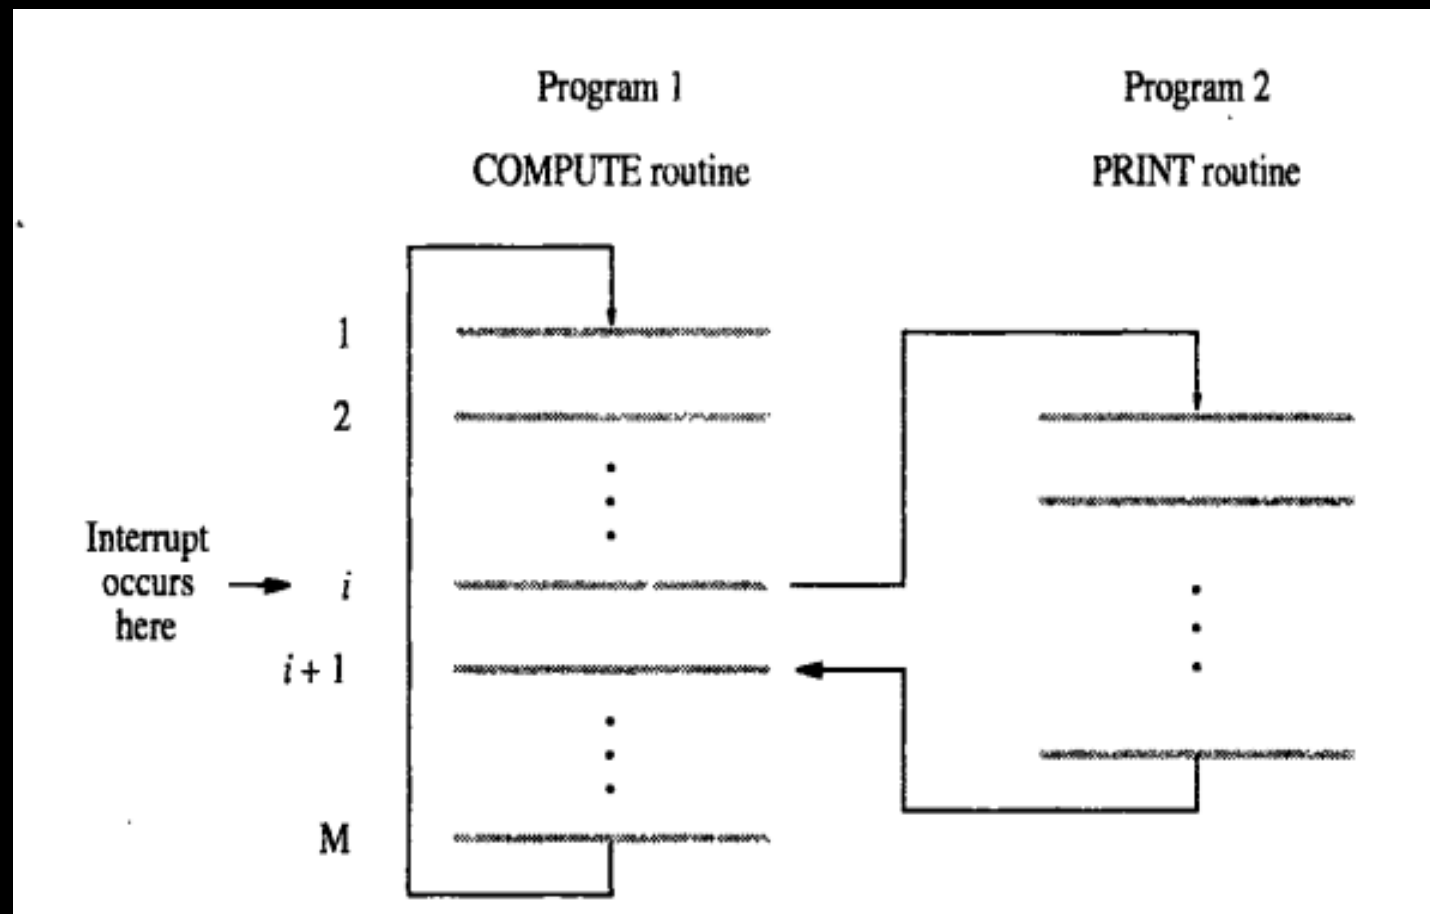 Program 1
Program 2
COMPUTE routine
PRINT routine
1
2
Interrupt
occurs
here
i
i + 1
M